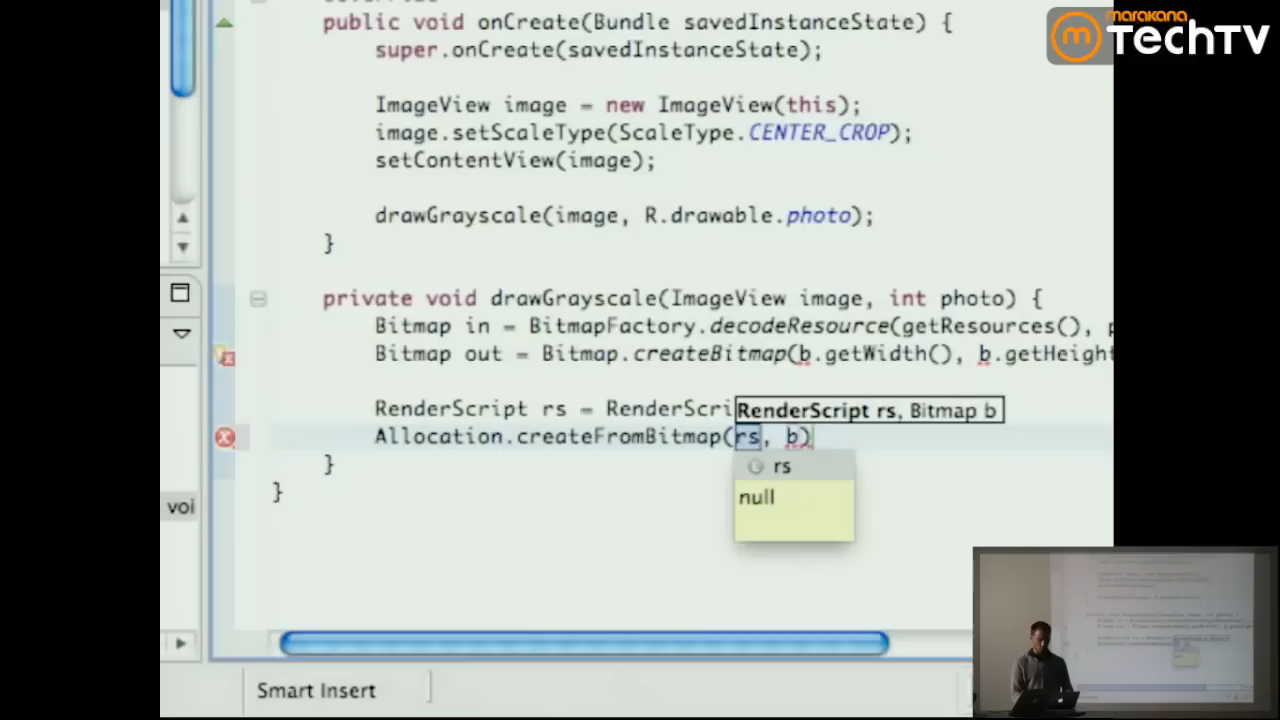 marakana
TechTV
public void onCreate(Bundle savedInstanceState) {
super.onCreate(savedInstanceState);
ImageView image = new ImageView(this);
image.setScaleType(ScaleType.CENTER_CROP);
setContentView(image);
drawGrayscale(image, R.drawable.photo);
}
private void drawGrayscale(ImageView image, int photo) {
Bitmap in = BitmapFactory.decodeResource(getResources(), p
Bitmap out = Bitmap.createBitmap(b.getWidth(), b.getHeight
RenderScript rs = RenderScri
RenderScript rs, Bitmap b
Allocation.createFromBitmap(rs, b)
}
rs
null
}
voi
Smart Insert